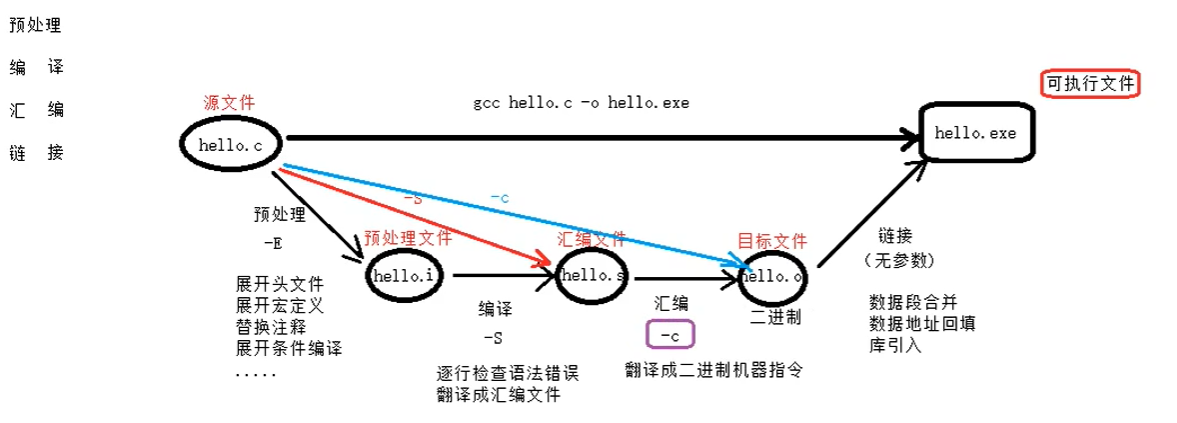 预处理
编 译
汇 编
链 接
源文件
hello.c
gcc hello.c -o hello.exe
可执行文件
hello.exe
-S
-c
预处理
-E
展开头文件
展开宏定义
替换注释
展开条件编译
.....
预处理文件
hello.i
编译
-S
逐行检查语法错误
翻译成汇编文件
汇编文件
hello.s
汇编
-c
翻译成二进制机器指令
目标文件
hello.o
二进制
链接
(无参数)
数据段合并
数据地址回填
库引入